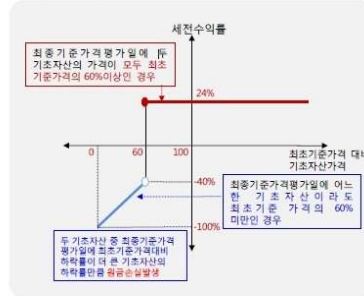 세전수익률
최종기준가격평가일에 두
기초자산의 가격이 모두 최초
기준가격의 60%이상인 경우
24%
0
60
100
최초기준가격 대비
기초자산가격
-40%
최종기준가격평가일에 어느
한 기초자산이라도
최초기준 가격의 60%
미만인 경우
-100%
두 기초자산 중 최종기준가격
평가일에 최초기준가격대비
하락률이 더 큰 기초자산의
하락률만큼 원금손실발생